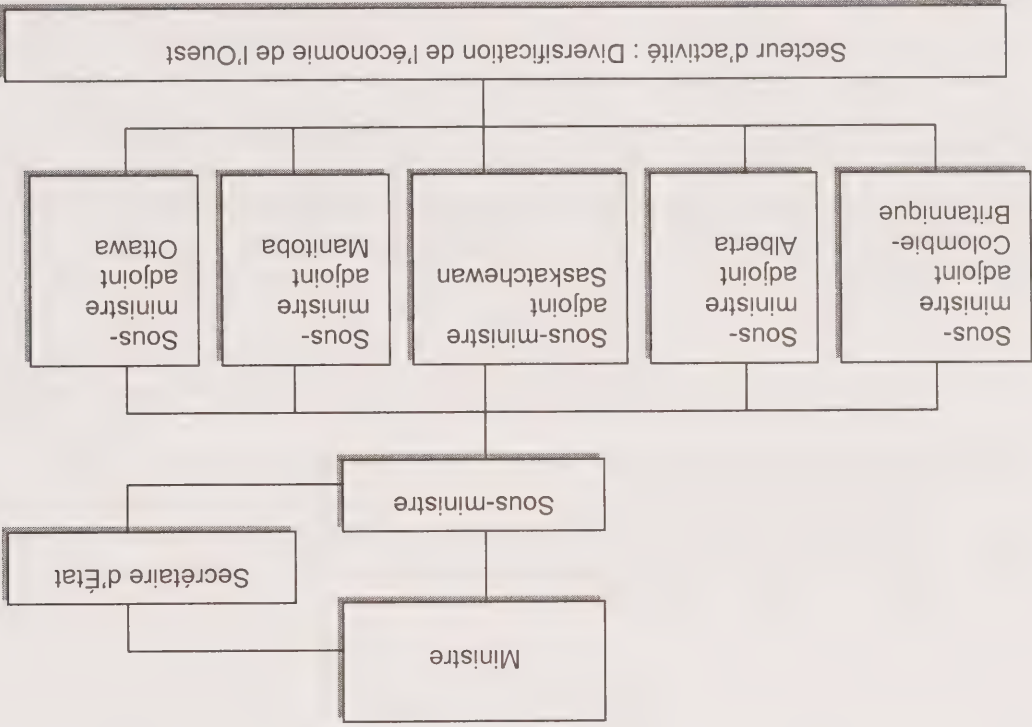 Ministre
Secrétaire d'État
Sous-ministre
Sous-
ministre
adjoint
Colombie-
Britannique
Sous-
ministre
adjoint
Alberta
Sous-ministre
adjoint
Saskatchewan
Sous-
ministre
adjoint
Manitoba
Sous-
ministre
adjoint
Ottawa
Secteur d'activité : Diversification de l'économie de l'Ouest